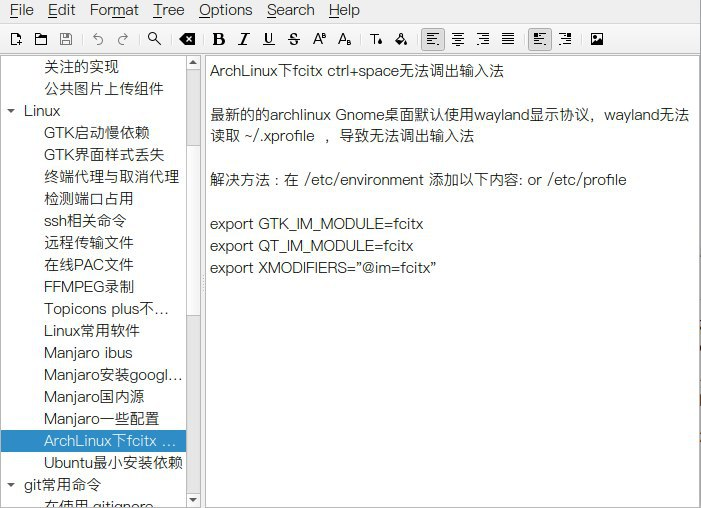 File Edit Format Tree Options Search Help
关注的实现
公共图片上传组件
Linux
GTK启动慢依赖
GTK界面样式丢失
终端代理与取消代理
检测端口占用
ssh相关命令
远程传输文件
在线PAC文件
FFMPEG录制
Topicons plus不...
Linux常用软件
Manjaro ibus
Manjaro安装googl...
Manjaro国内源
Manjaro一些配置
ArchLinux下fcitx ...
Ubuntu最小安装依赖
git常用命令
在使用.gitignore
ArchLinux下fcitx ctrl+space无法调出输入法
最新的的archlinux Gnome桌面默认使用wayland显示协议，wayland无法
读取 ~/.xprofile ，导致无法调出输入法
解决方法：在 /etc/environment 添加以下内容: or /etc/profile
export GTK_IM_MODULE=fcitx
export QT_IM_MODULE=fcitx
export XMODIFIERS=”@im=fcitx”